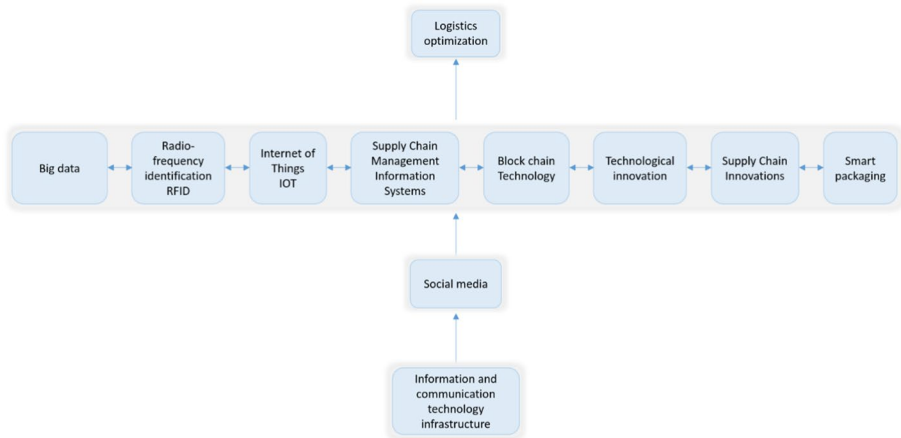 Logistics
optimization
Big data
Radio-
frequency
identification
RFID
Internet of
Things
IOT
Supply Chain
Management
Information
Systems
Block chain
Technology
Technological
innovation
Supply Chain
Innovations
Smart
packaging
Social media
Information and
communication
technology
infrastructure